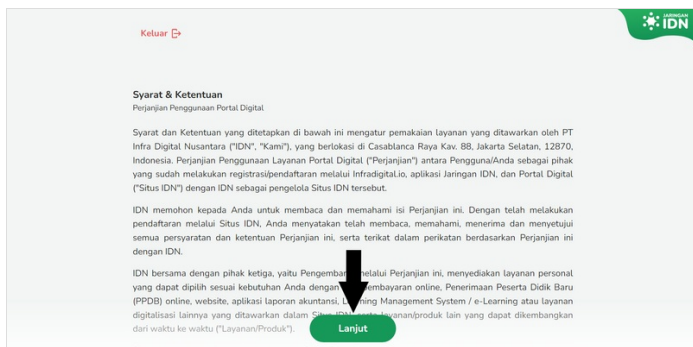 Keluar
JARINGAN
IDN
Syarat & Ketentuan
Perjanjian Penggunaan Portal Digital
Syarat dan Ketentuan yang ditetapkan di bawah ini mengatur pemakaian layanan yang ditawarkan oleh PT
Infra Digital Nusantara ("IDN", "Kami"), yang berlokasi di Casablanca Raya Kav. 88, Jakarta Selatan, 12870,
Indonesia. Perjanjian Penggunaan Layanan Portal Digital ("Perjanjian") antara Pengguna/Anda sebagai pihak
yang sudah melakukan registrasi/pendaftaran melalui Infradigital.io, aplikasi Jaringan IDN, dan Portal Digital
("Situs IDN") dengan IDN sebagai pengelola Situs IDN tersebut.
IDN memohon kepada Anda untuk membaca dan memahami isi Perjanjian ini. Dengan telah melakukan
pendaftaran melalui Situs IDN, Anda menyatakan telah membaca, memahami, menerima dan menyetujui
semua persyaratan dan ketentuan Perjanjian ini, serta terikat dalam perikatan berdasarkan Perjanjian ini
dengan IDN.
IDN bersama dengan pihak ketiga, yaitu Pengemban melalui Perjanjian ini, menyediakan layanan personal
yang dapat dipilih sesuai kebutuhan Anda dengan embayaran online, Penerimaan Peserta Didik Baru
(PPDB) online, website, aplikasi laporan akuntansi, L ning Management System / e-Learning atau layanan
digitalisasi lainnya yang ditawarkan dalam Situs IDN, serta layanan/produk lain yang dapat dikembangkan
dari waktu ke waktu ("Layanan/Produk").
Lanjut